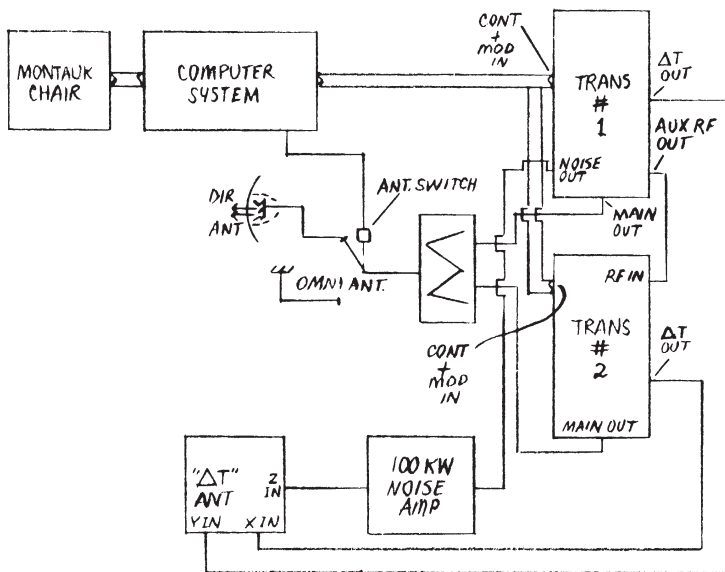 MONTAUK
CHAIR
COMPUTER
SYSTEM
CONT
+
MOD
IN
TRANS
#
1
ΔT
OUT
AUX RF
OUT
NOISE
OUT
MAIN
OUT
DIR
ANT
ANT. SWITCH
OMNI ANT.
Σ
RF IN
TRANS
#
2
ΔT
OUT
CONT
+
MOD
IN
MAIN OUT
"ΔT"
ANT
Z
IN
Y IN
X IN
100 KW
NOISE
AMP